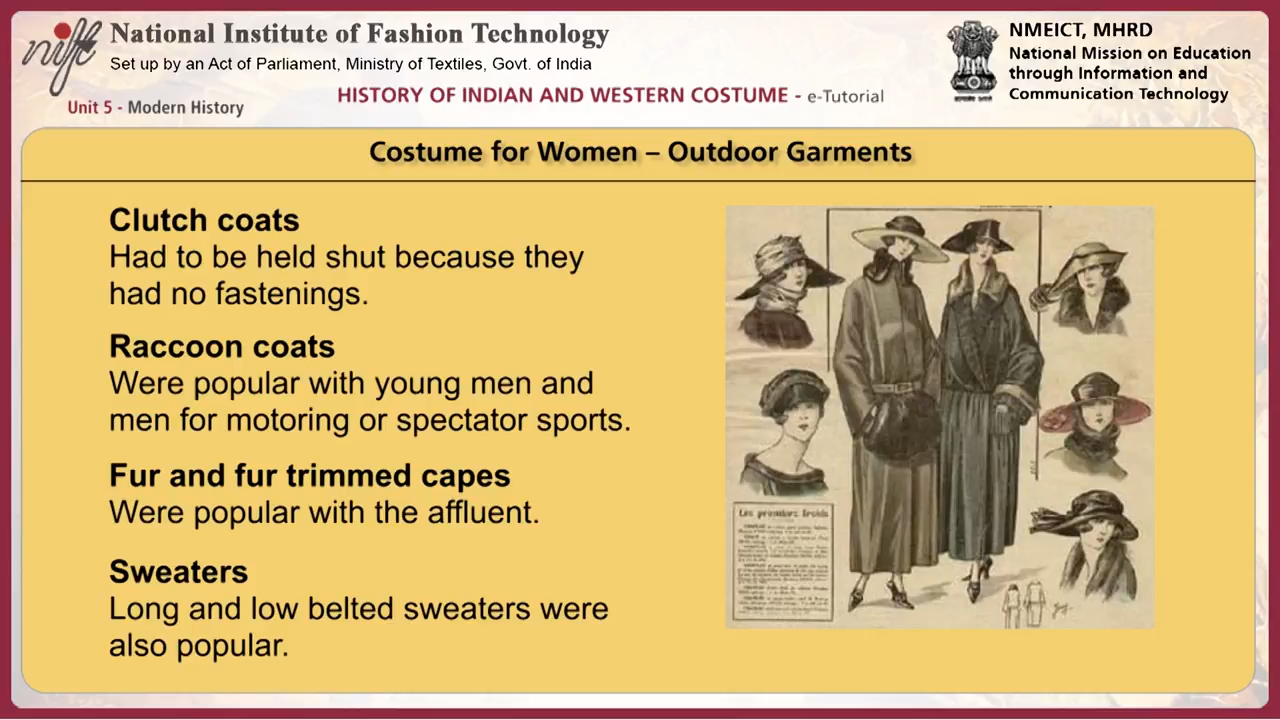 nift
National Institute of Fashion Technology
Set up by an Act of Parliament, Ministry of Textiles, Govt. of India
Unit 5 - Modern History
HISTORY OF INDIAN AND WESTERN COSTUME - e-Tutorial
NMEICT, MHRD
National Mission on Education
through Information and
Communication Technology
Costume for Women – Outdoor Garments
Clutch coats
Had to be held shut because they
had no fastenings.
Raccoon coats
Were popular with young men and
men for motoring or spectator sports.
Fur and fur trimmed capes
Were popular with the affluent.
Sweaters
Long and low belted sweaters were
also popular.
Les premiers froids